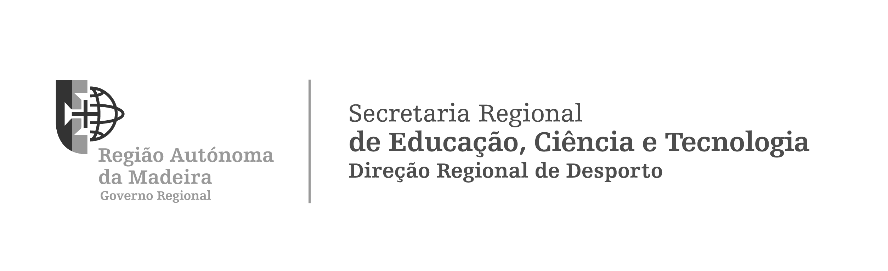 Região Autónoma
da Madeira
Governo Regional
Secretaria Regional
de Educação, Ciência e Tecnologia
Direção Regional de Desporto